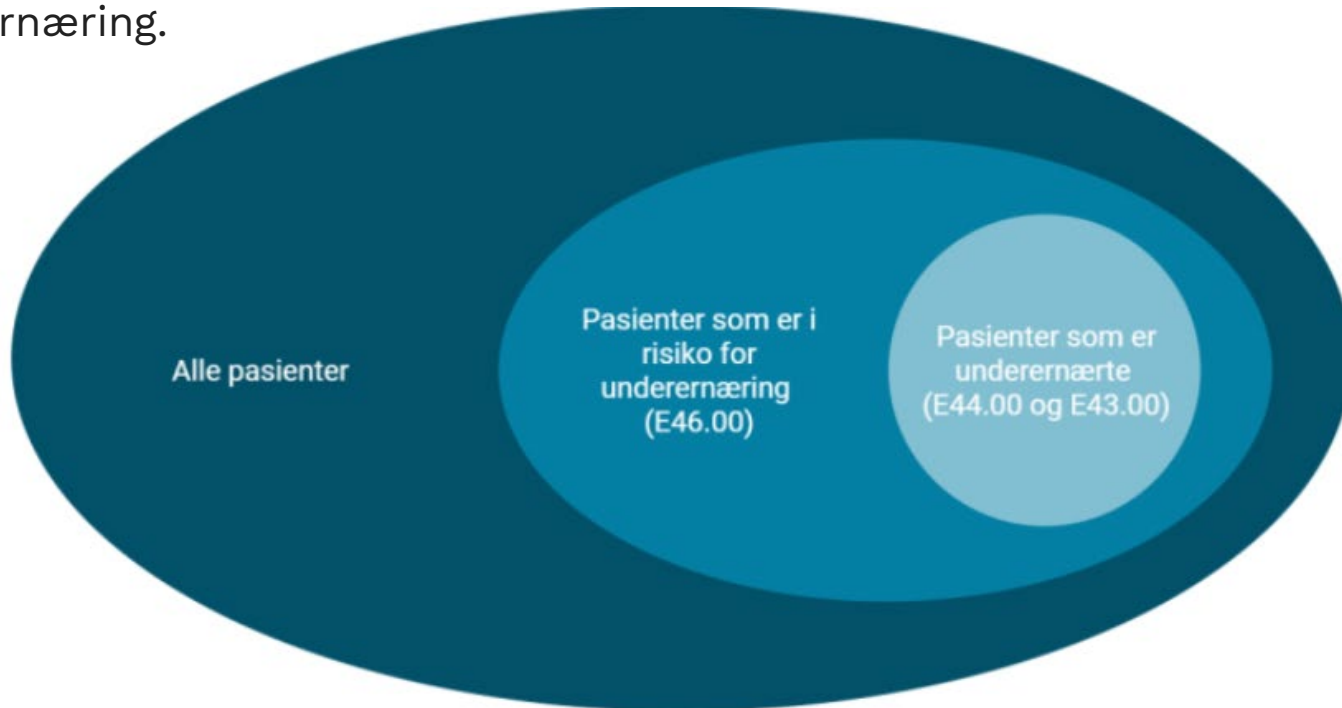 rnæring.
Alle pasienter
Pasienter som er i
risiko for
underernæring
(E46.00)
Pasienter som er
underernærte
(E44.00 og E43.00)